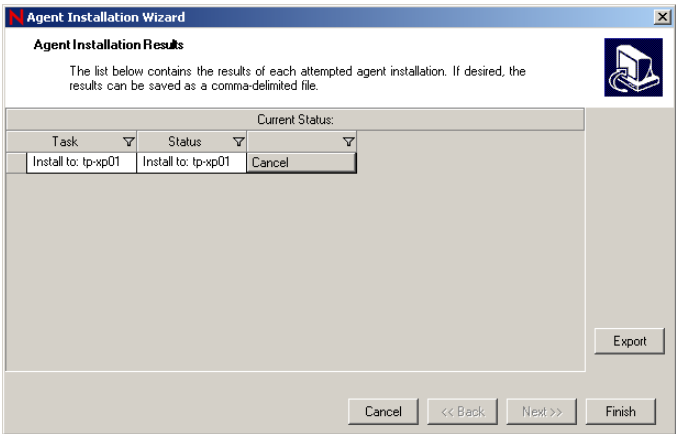 Agent Installation Wizard
Agent Installation Results
The list below contains the results of each attempted agent installation. If desired, the
results can be saved as a comma-delimited file.
Current Status:
Task Status
Install to: tp-xp01 Install to: tp-xp01 Cancel
Export
Cancel << Back Next >> Finish